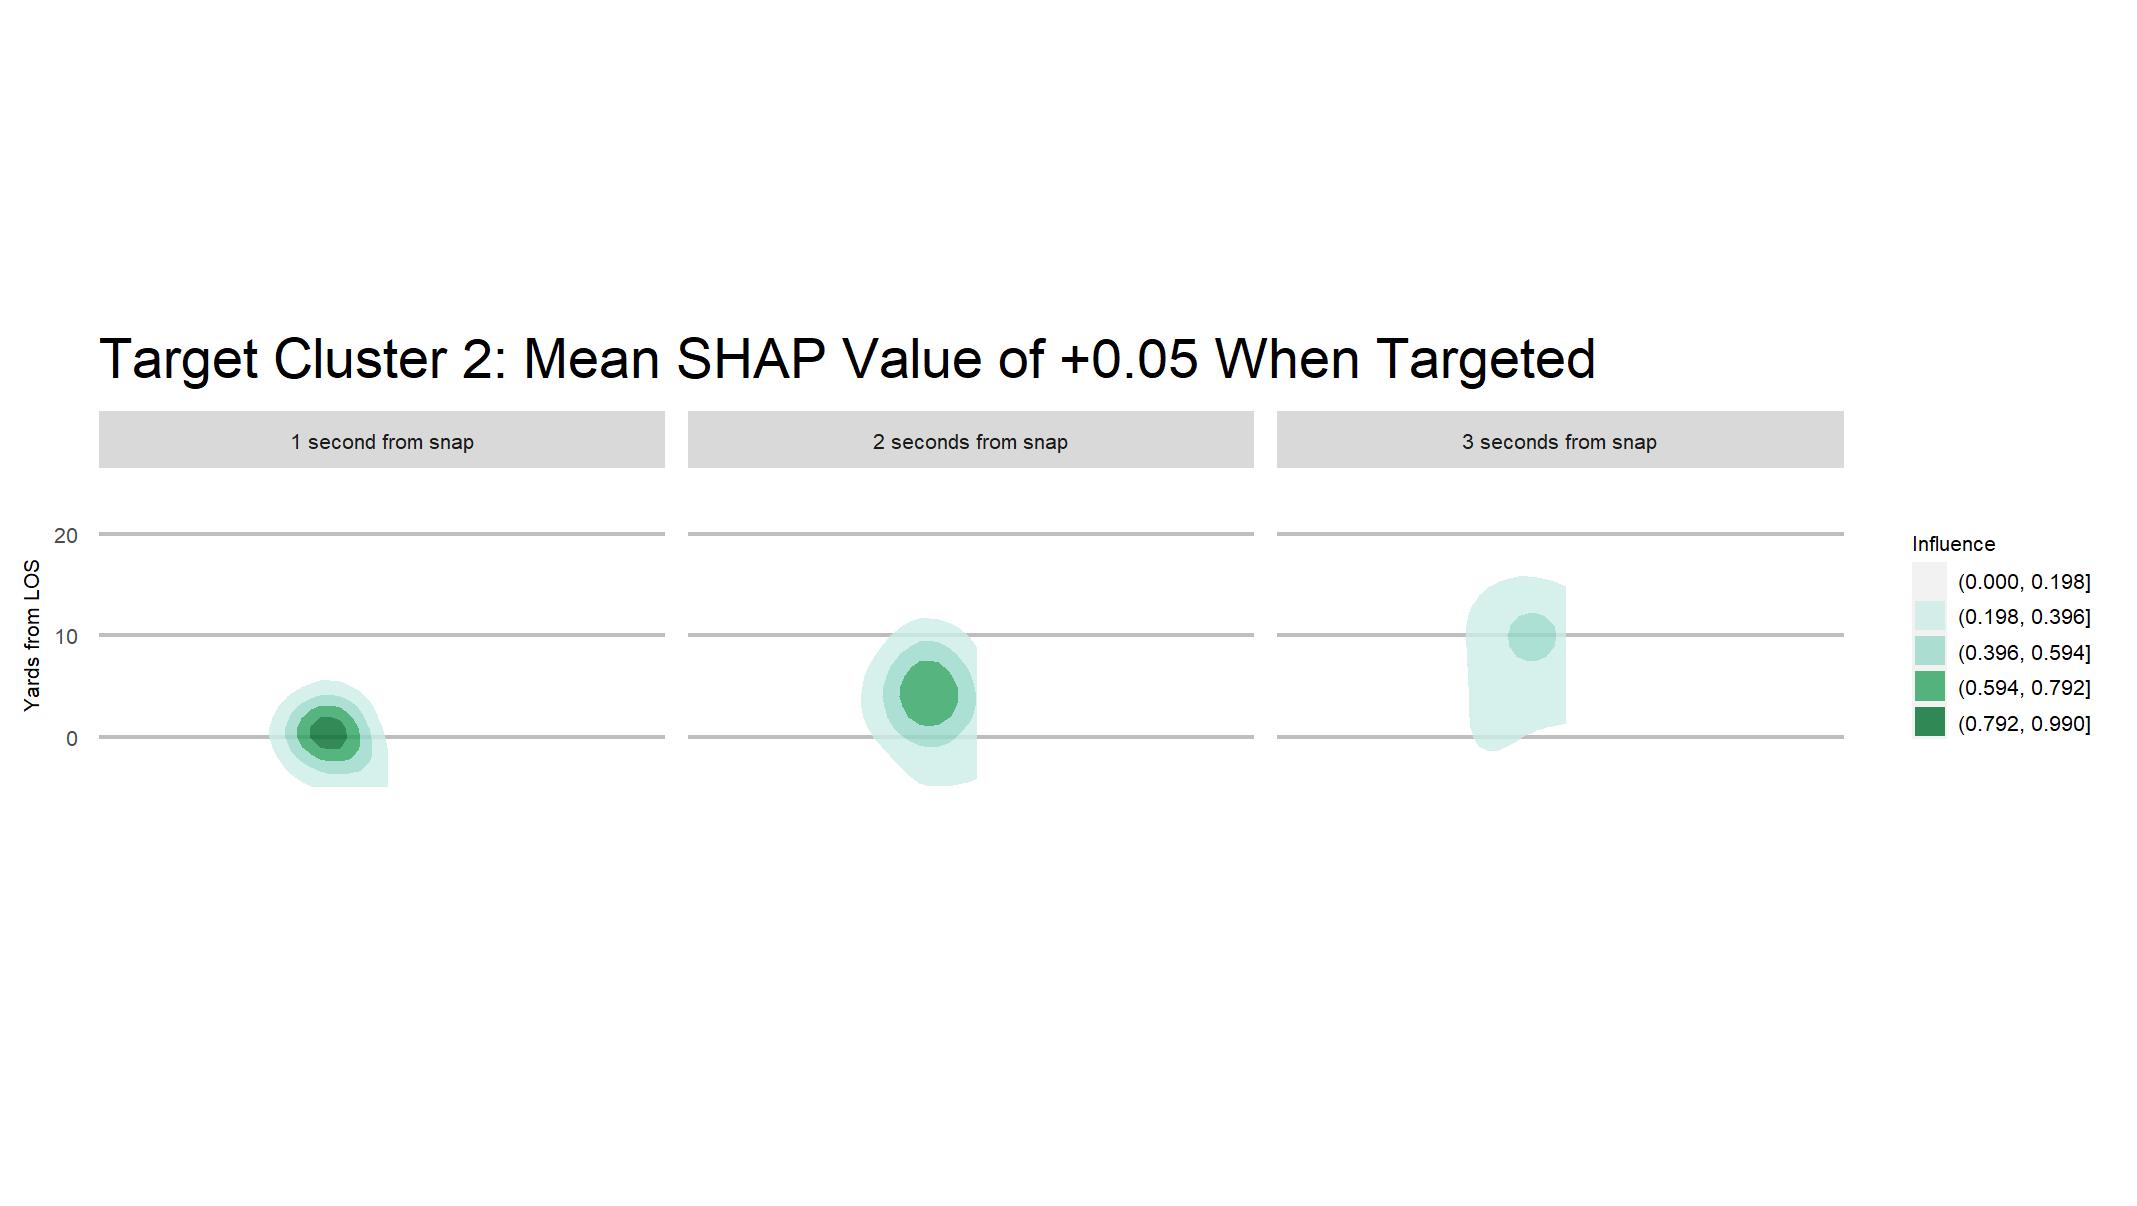 Target Cluster 2: Mean SHAP Value of +0.05 When Targeted
1 second from snap
2 seconds from snap
3 seconds from snap
Yards from LOS
20
10
0
Influence
(0.000, 0.198]
(0.198, 0.396]
(0.396, 0.594]
(0.594, 0.792]
(0.792, 0.990]